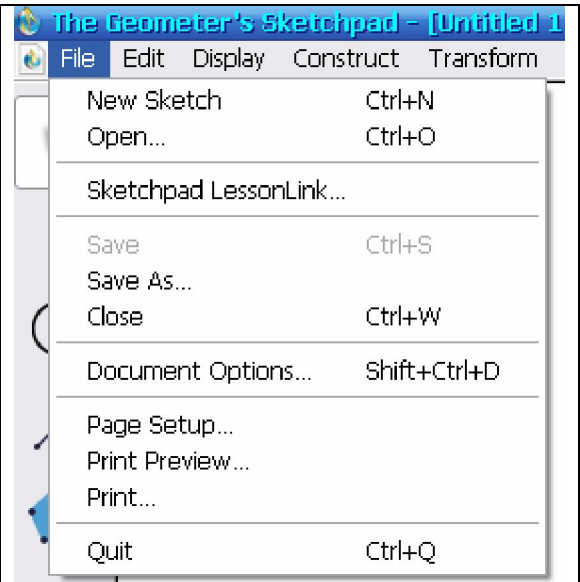 The Geometer's Sketchpad - [Untitled 1
File Edit Display Construct Transform
New Sketch Ctrl+N
Open... Ctrl+O
Sketchpad LessonLink...
Save Ctrl+S
Save As...
Close Ctrl+W
Document Options... Shift+Ctrl+D
Page Setup...
Print Preview...
Print...
Quit Ctrl+Q